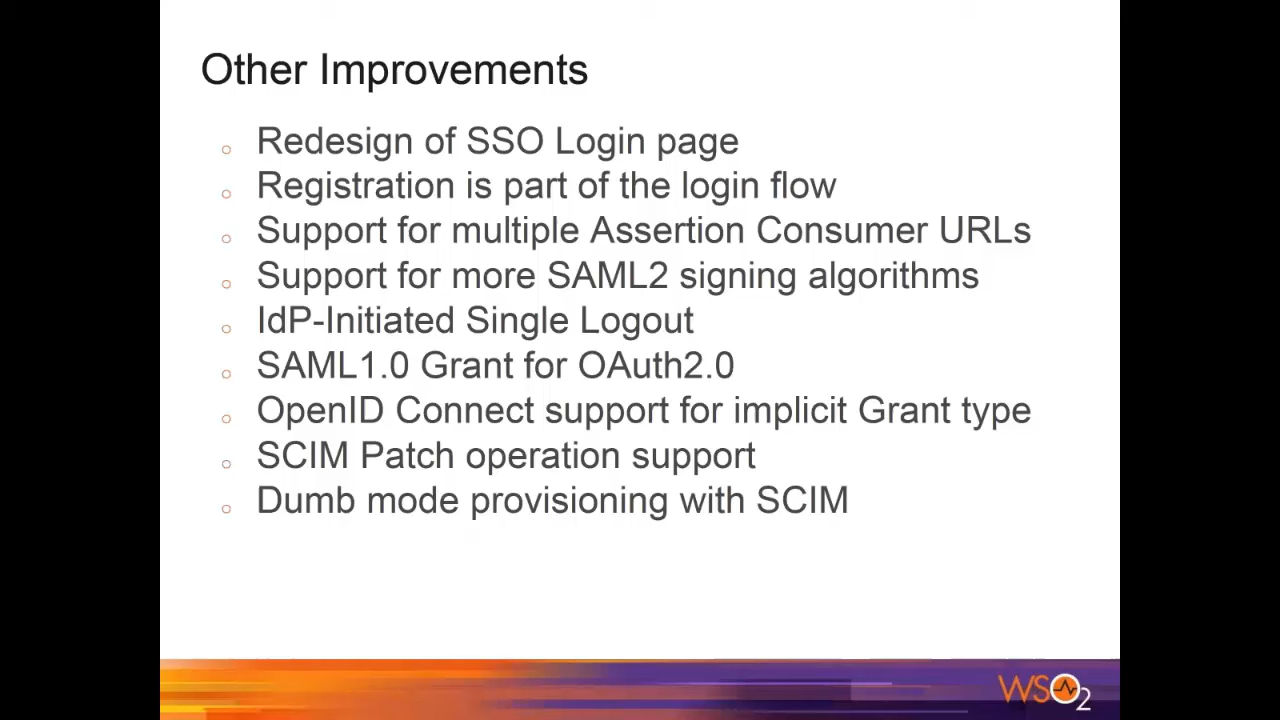 Other Improvements
Redesign of SSO Login page
Registration is part of the login flow
Support for multiple Assertion Consumer URLs
Support for more SAML2 signing algorithms
IdP-Initiated Single Logout
SAML1.0 Grant for OAuth2.0
OpenID Connect support for implicit Grant type
SCIM Patch operation support
Dumb mode provisioning with SCIM
WSO2